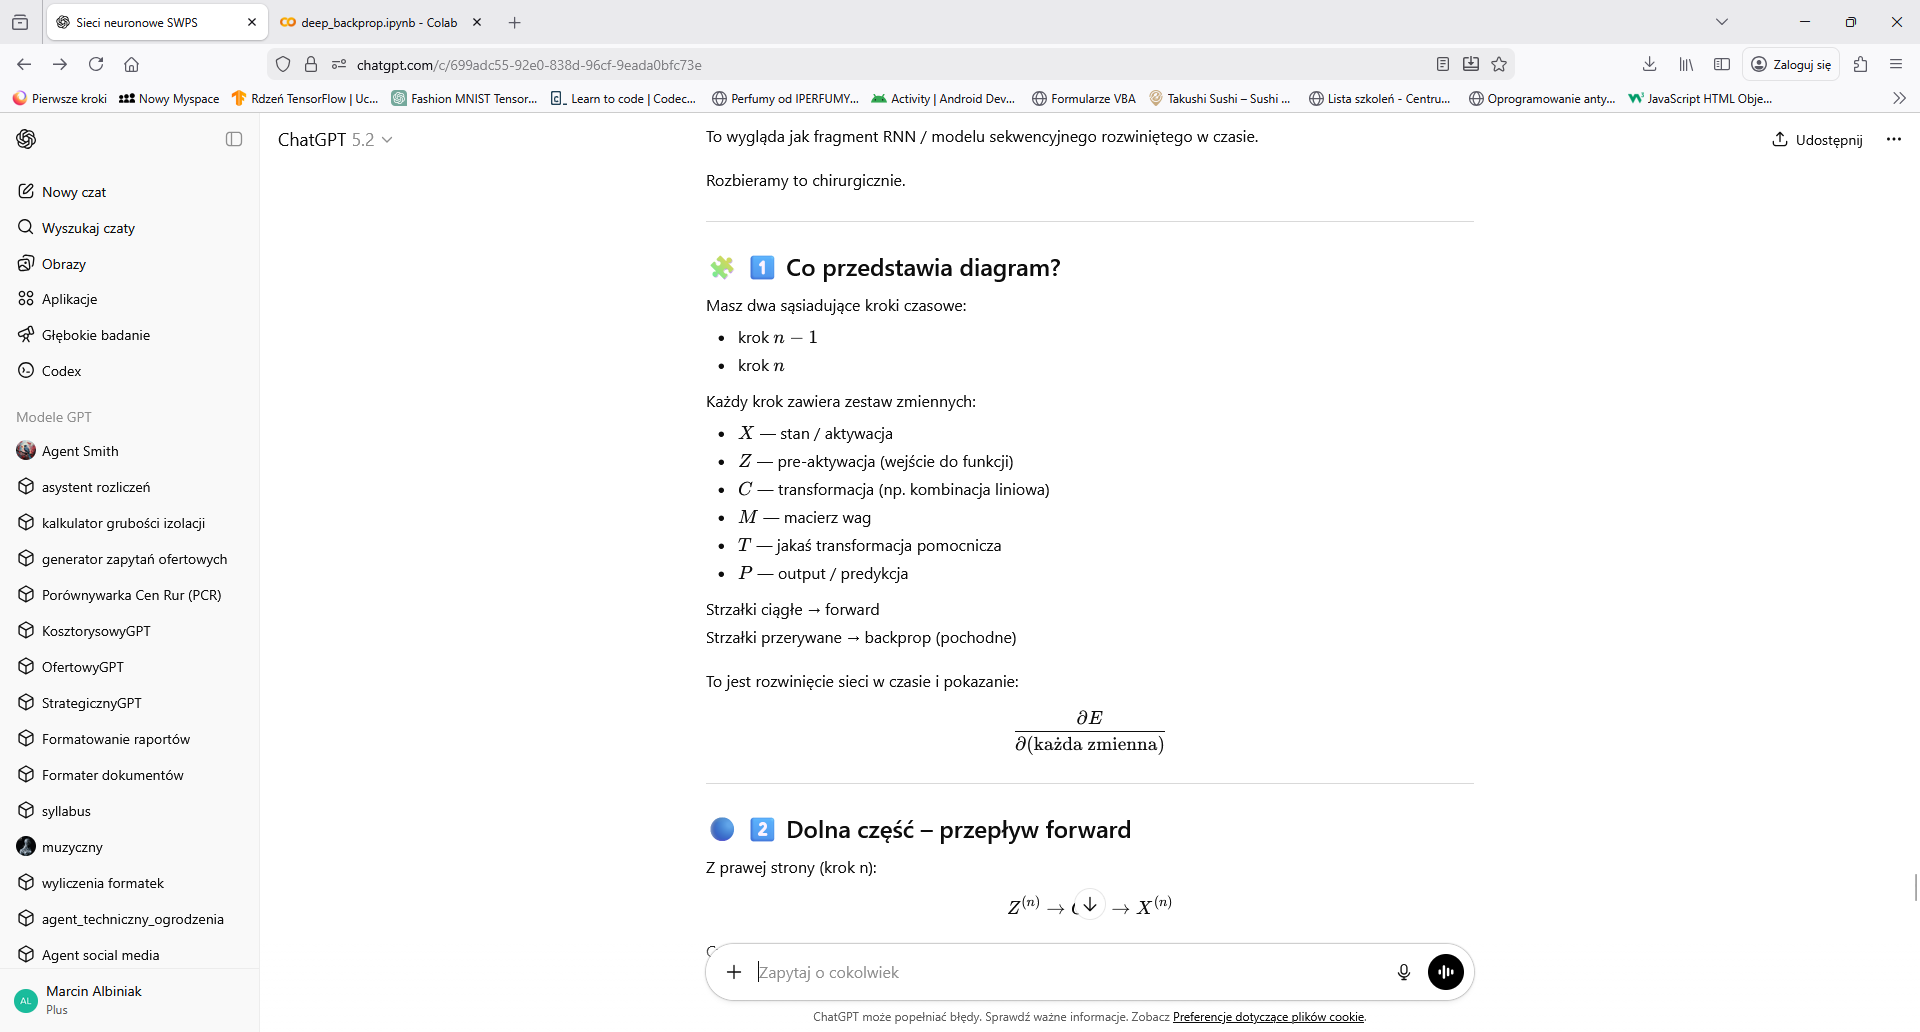 Sieci neuronowe SWPS
deep_backprop.ipynb - Colab
chatgpt.com/c/699adc55-92e0-838d-96cf-9eada0bfc73e
Zaloguj się
Pierwsze kroki
Nowy Myspace
Rdzeń TensorFlow | Uc...
Fashion MNIST Tensor...
Learn to code | Codec...
Perfumy od IPERFUMY...
Activity | Android Dev...
Formularze VBA
Takushi Sushi – Sushi ...
Lista szkoleń - Centru...
Oprogramowanie anty...
JavaScript HTML Obje...
ChatGPT 5.2
Udostępnij
Nowy czat
Wyszukaj czaty
Obrazy
Aplikacje
Głębokie badanie
Codex
Modele GPT
Agent Smith
asystent rozliczeń
kalkulator grubości izolacji
generator zapytań ofertowych
Porównywarka Cen Rur (PCR)
KosztorysowyGPT
OfertowyGPT
StrategicznyGPT
Formatowanie raportów
Formater dokumentów
syllabus
muzyczny
wyliczenia formatek
agent_techniczny_ogrodzenia
Agent social media
AL
Marcin Albiniak
Plus
To wygląda jak fragment RNN / modelu sekwencyjnego rozwiniętego w czasie.
Rozbieramy to chirurgicznie.
🧩 1️⃣ Co przedstawia diagram?
Masz dwa sąsiadujące kroki czasowe:
• krok n − 1
• krok n
Każdy krok zawiera zestaw zmiennych:
• X — stan / aktywacja
• Z — pre-aktywacja (wejście do funkcji)
• C — transformacja (np. kombinacja liniowa)
• M — macierz wag
• T — jakaś transformacja pomocnicza
• P — output / predykcja
Strzałki ciągłe → forward
Strzałki przerywane → backprop (pochodne)
To jest rozwinięcie sieci w czasie i pokazanie:
∂E
∂(każda zmienna)
🔵 2️⃣ Dolna część – przepływ forward
Z prawej strony (krok n):
Z⁽ⁿ⁾ → → X⁽ⁿ⁾
Zapytaj o cokolwiek
ChatGPT może popełniać błędy. Sprawdź ważne informacje. Zobacz Preferencje dotyczące plików cookie.